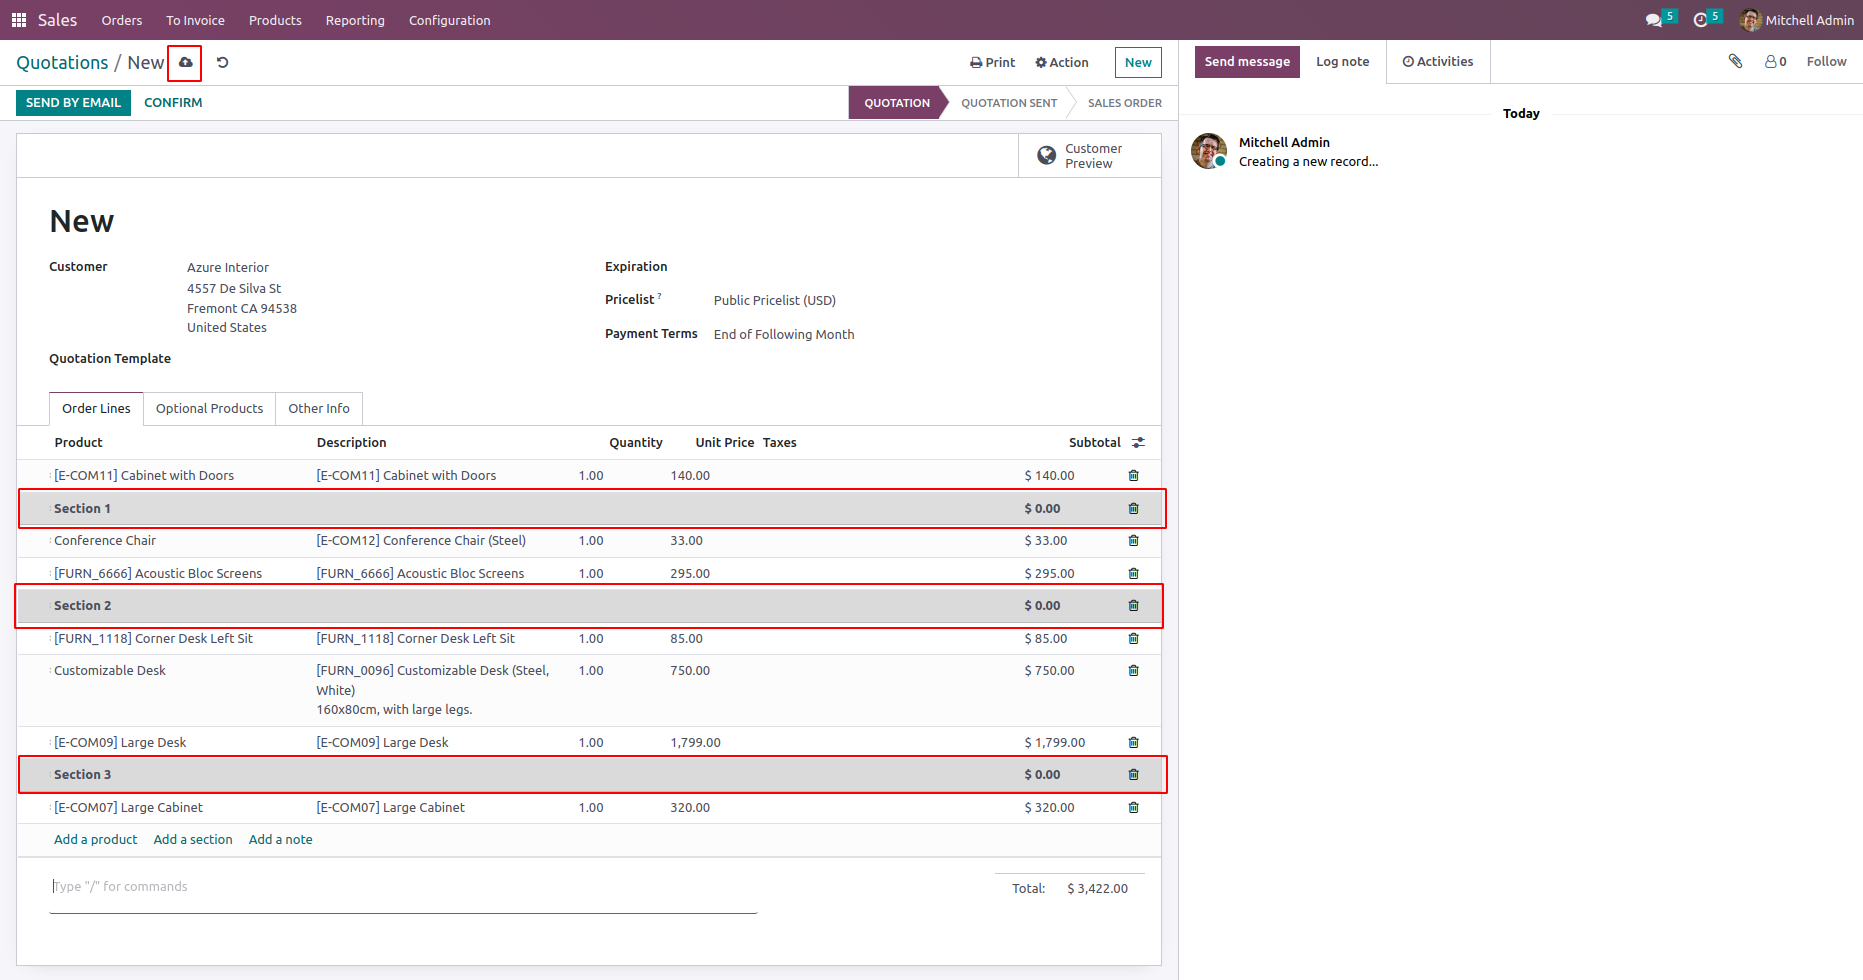 Sales Orders To Invoice Products Reporting Configuration 5 5 Mitchell Admin
Quotations / New Print Action New
Send message Log note Activities 0 Follow
SEND BY EMAIL CONFIRM QUOTATION QUOTATION SENT SALES ORDER
Today
Mitchell Admin
Creating a new record...
Customer
Preview
New
Customer Azure Interior
4557 De Silva St
Fremont CA 94538
United States
Expiration
Pricelist ? Public Pricelist (USD)
Payment Terms End of Following Month
Quotation Template
Order Lines Optional Products Other Info
Product Description Quantity Unit Price Taxes Subtotal
[E-COM11] Cabinet with Doors [E-COM11] Cabinet with Doors 1.00 140.00 $ 140.00
Section 1 $ 0.00
Conference Chair [E-COM12] Conference Chair (Steel) 1.00 33.00 $ 33.00
[FURN_6666] Acoustic Bloc Screens [FURN_6666] Acoustic Bloc Screens 1.00 295.00 $ 295.00
Section 2 $ 0.00
[FURN_1118] Corner Desk Left Sit [FURN_1118] Corner Desk Left Sit 1.00 85.00 $ 85.00
Customizable Desk [FURN_0096] Customizable Desk (Steel, 1.00 750.00 $ 750.00
White)
160x80cm, with large legs.
[E-COM09] Large Desk [E-COM09] Large Desk 1.00 1,799.00 $ 1,799.00
Section 3 $ 0.00
[E-COM07] Large Cabinet [E-COM07] Large Cabinet 1.00 320.00 $ 320.00
Add a product Add a section Add a note
Type "/" for commands
Total: $ 3,422.00